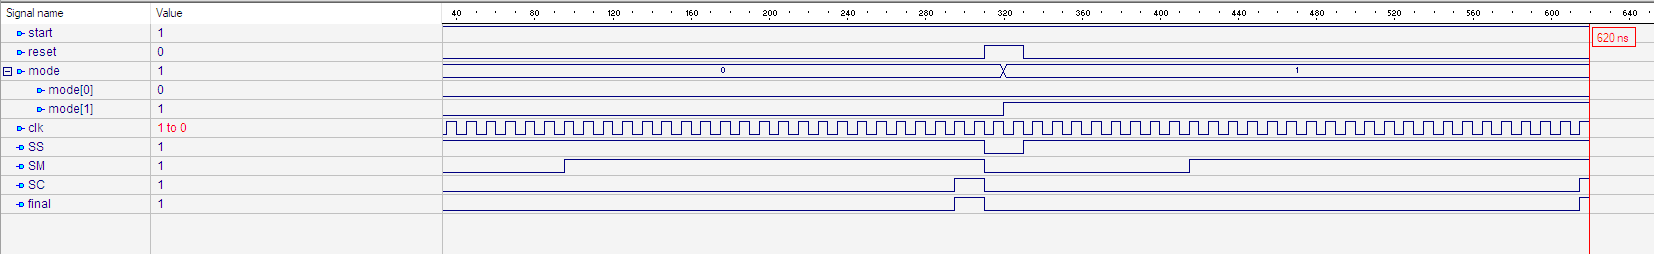 Signal name Value 40 80 120 160 200 240 280 320 360 400 440 480 520 560 600 640
start 1 620 ns
reset 0
mode 1 0 1
mode[0] 0
mode[1] 1
clk 1 to 0
SS 1
SM 1
SC 1
final 1